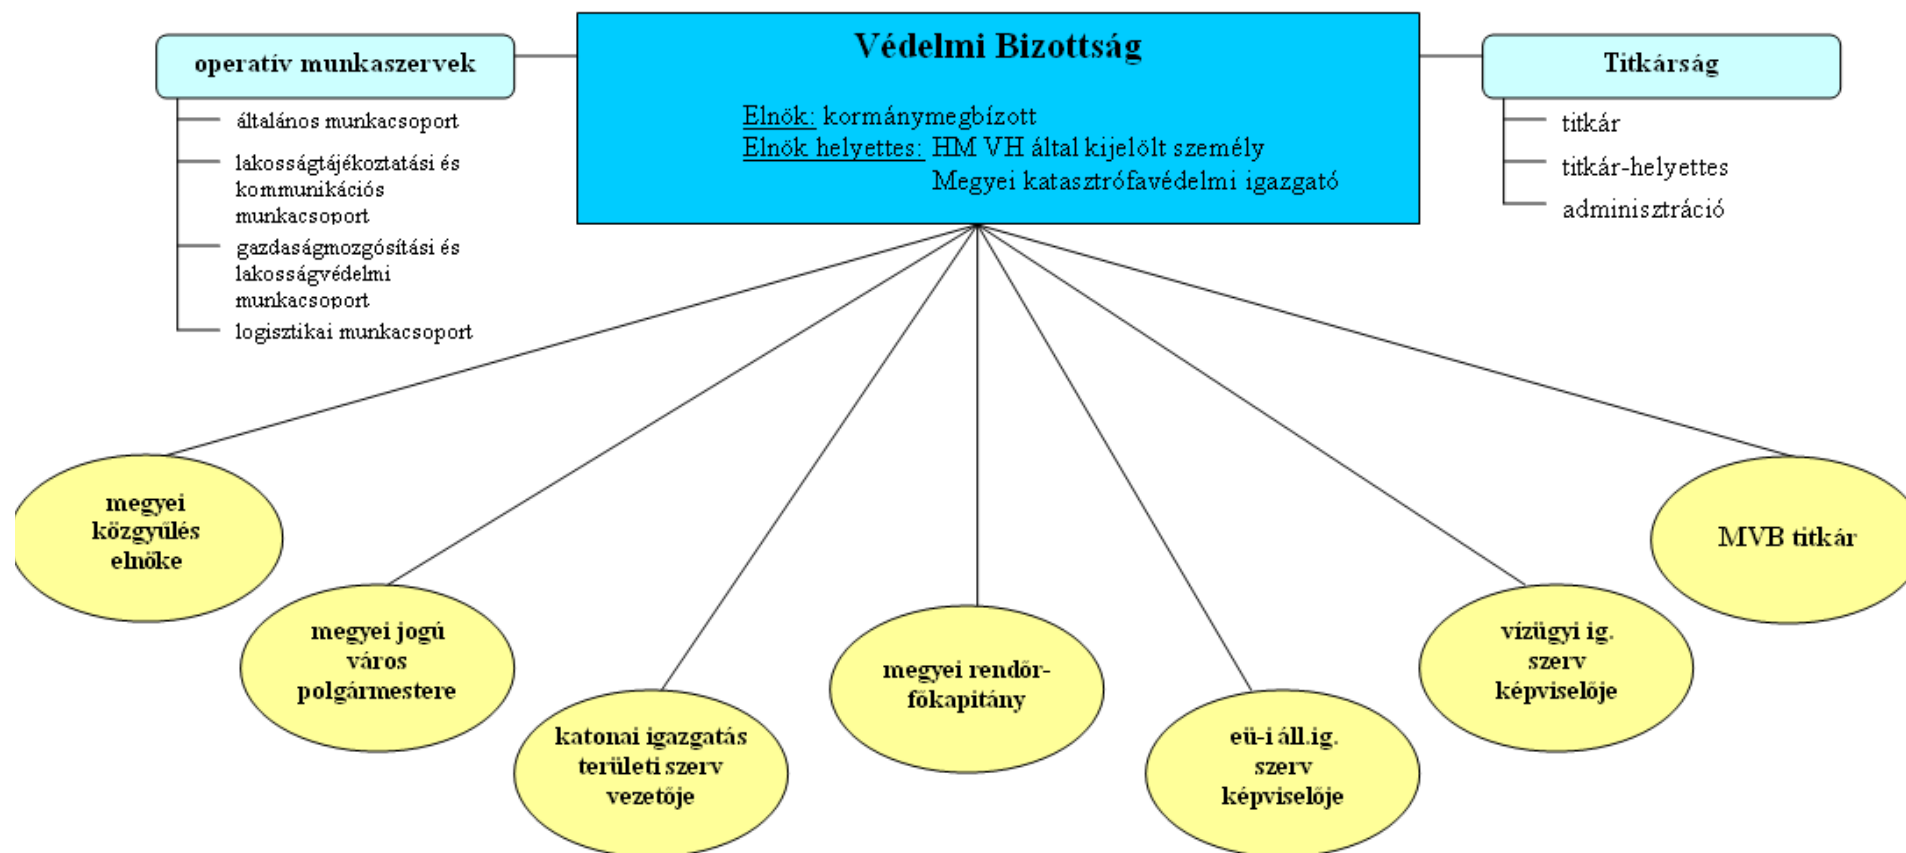 operatív munkaszervek
általános munkacsoport
lakosságtájékoztatási és
kommunikációs
munkacsoport
gazdaságmozgósítási és
lakosságvédelmi
munkacsoport
logisztikai munkacsoport
Védelmi Bizottság
Elnök: kormánymegbízott
Elnök helyettes: HM VH által kijelölt személy
Megyei katasztrófavédelmi igazgató
Titkárság
titkár
titkár-helyettes
adminisztráció
megyei
közgyűlés
elnöke
megyei jogú
város
polgármestere
katonai igazgatás
területi szerv
vezetője
megyei rendőr-
főkapitány
eü-i áll.ig.
szerv
képviselője
vízügyi ig.
szerv
képviselője
MVB titkár